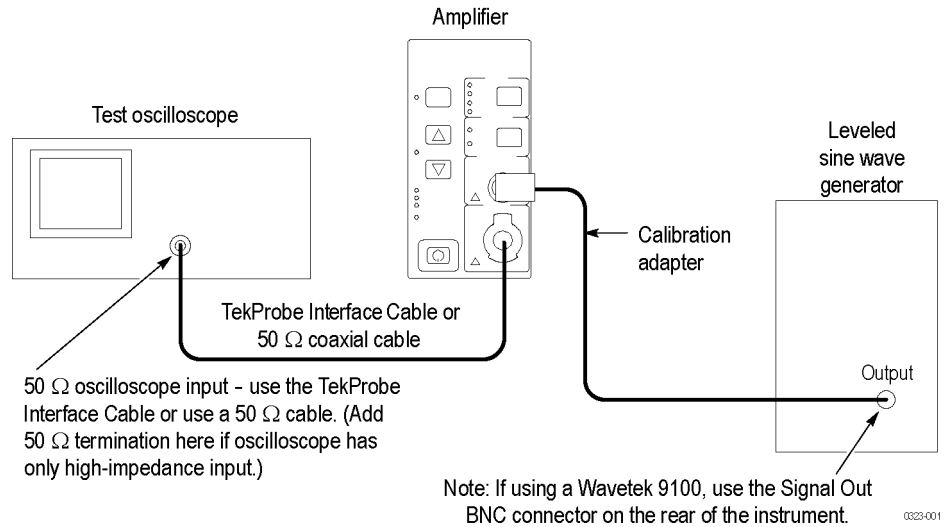 Amplifier
Test oscilloscope
Leveled
sine wave
generator
Calibration
adapter
TekProbe Interface Cable or
50 Ω coaxial cable
Output
50 Ω oscilloscope input – use the TekProbe
Interface Cable or use a 50 Ω cable. (Add
50 Ω termination here if oscilloscope has
only high-impedance input.)
Note: If using a Wavetek 9100, use the Signal Out
BNC connector on the rear of the instrument.
0323-001